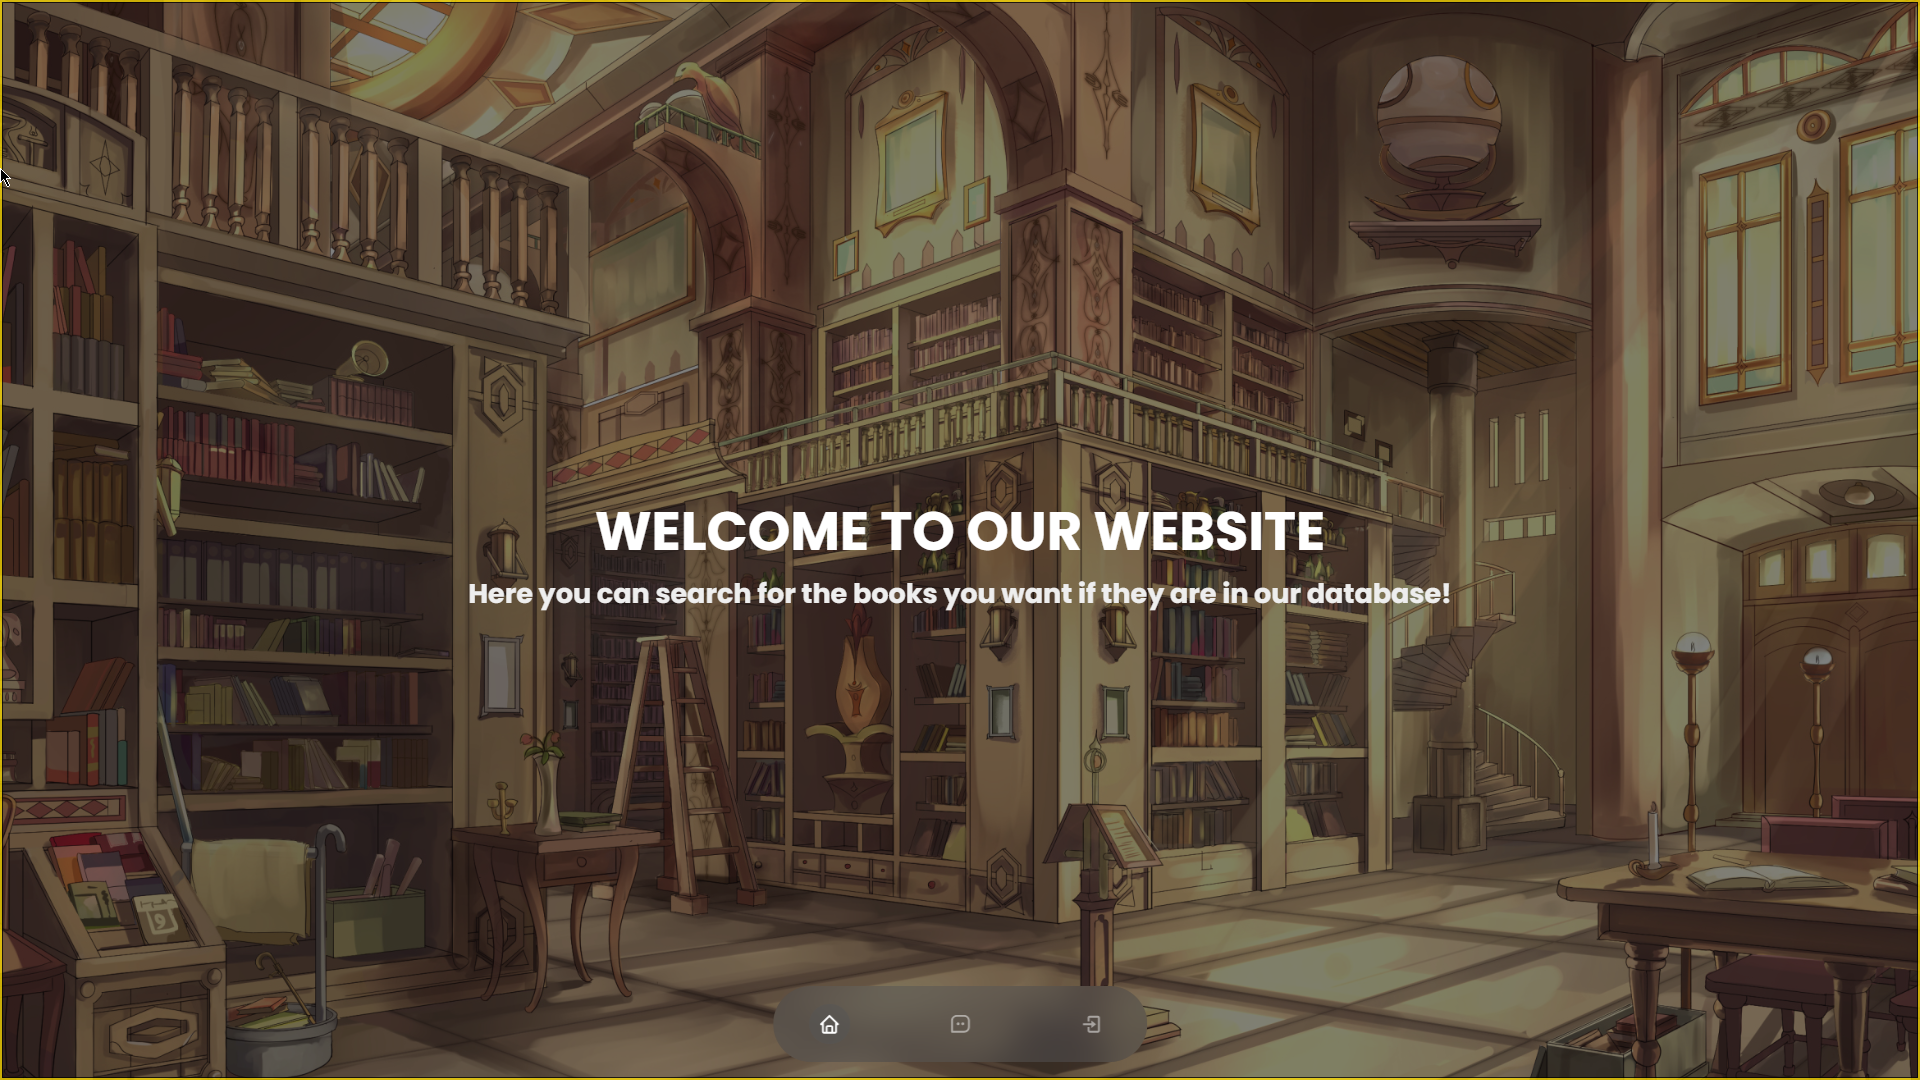 WELCOME TO OUR WEBSITE
Here you can search for the books you want if they are in our database!
9